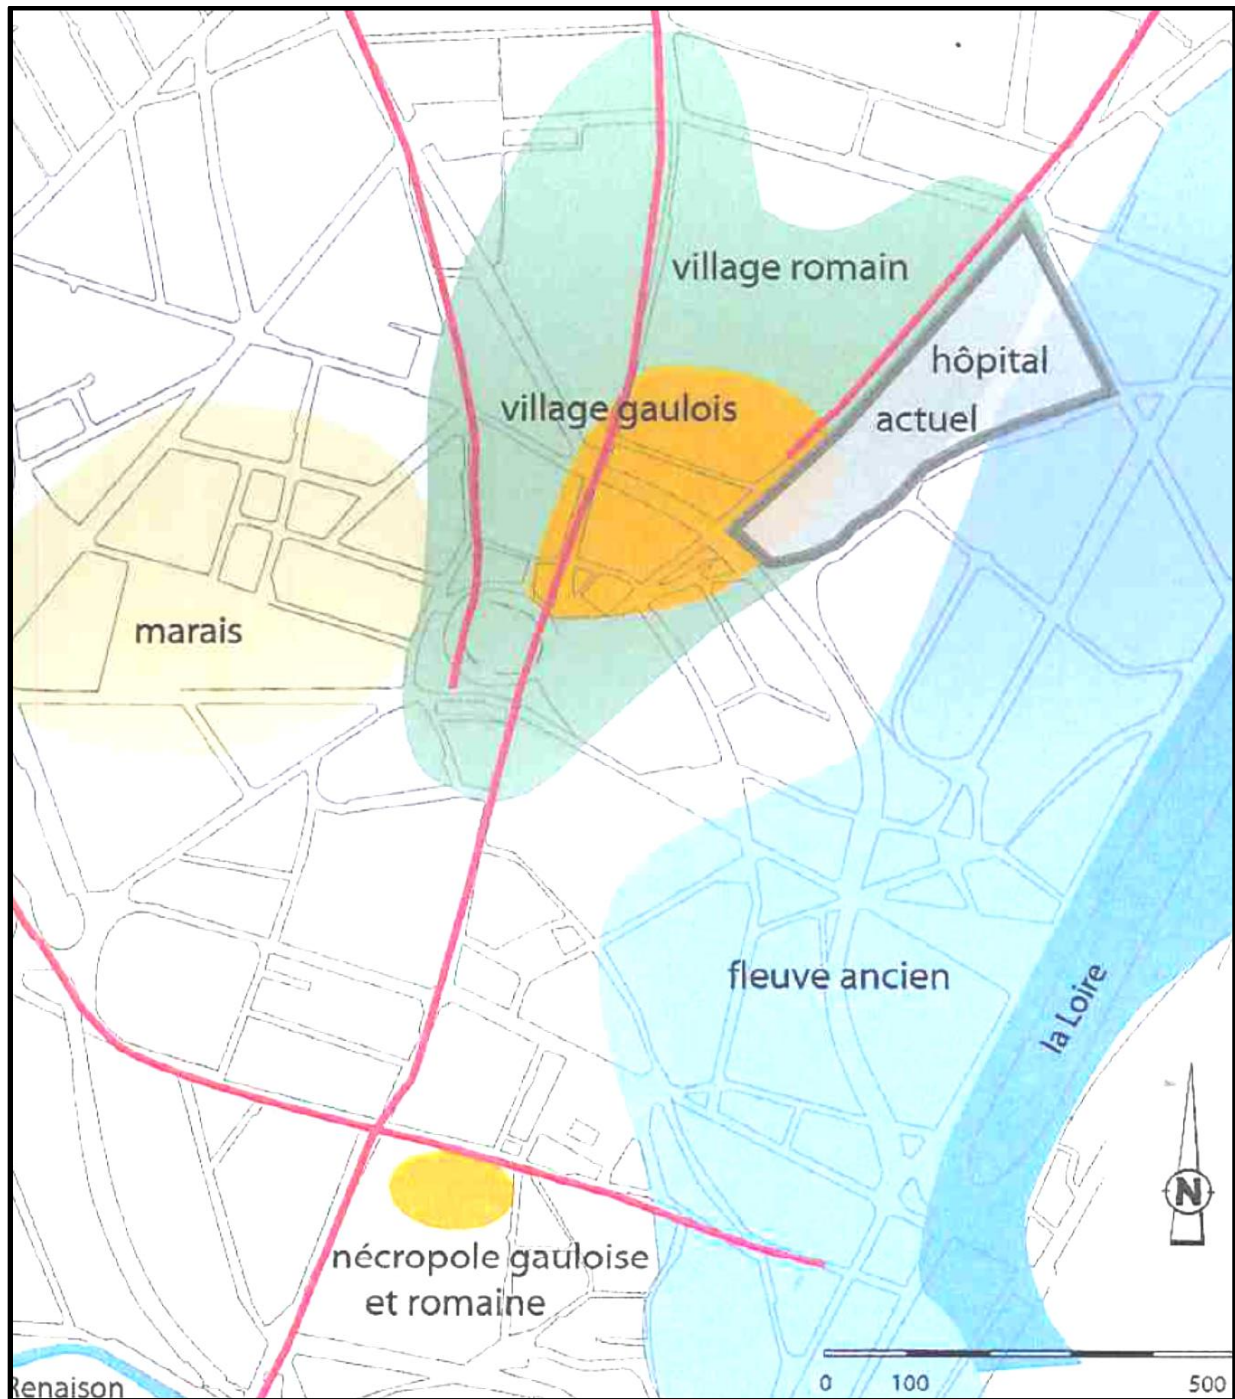 village romain
hôpital
actuel
village gaulois
marais
fleuve ancien
la Loire
N
nécropole gauloise
et romaine
Renaison
0 100 500